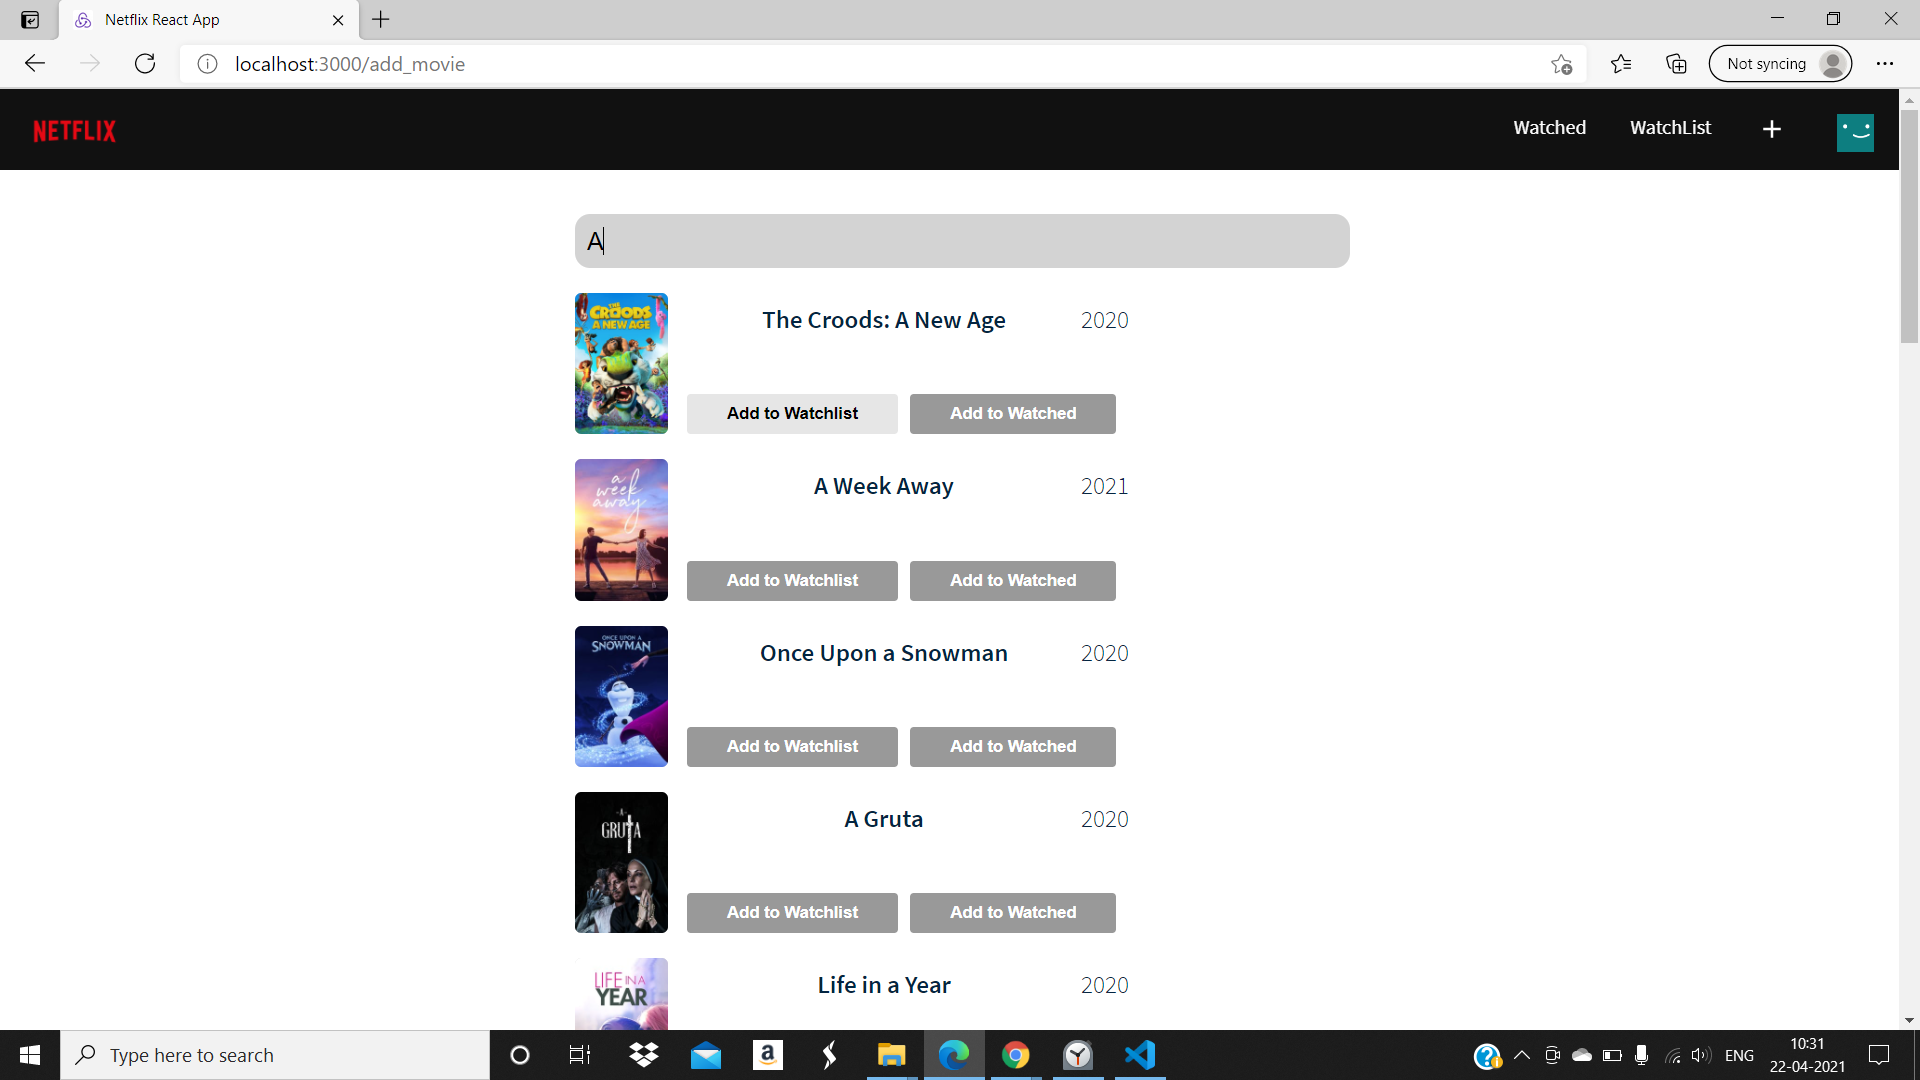 Netflix React App
localhost:3000/add_movie
Not syncing
NETFLIX
Watched
WatchList
A
THE CROODS A NEW AGE
The Croods: A New Age
2020
Add to Watchlist
Add to Watched
a week away
A Week Away
2021
Add to Watchlist
Add to Watched
ONCE UPON A SNOWMAN
Once Upon a Snowman
2020
Add to Watchlist
Add to Watched
A GRUTA
A Gruta
2020
Add to Watchlist
Add to Watched
LIFE IN A YEAR
Life in a Year
2020
Type here to search
a
ENG
10:31
22-04-2021